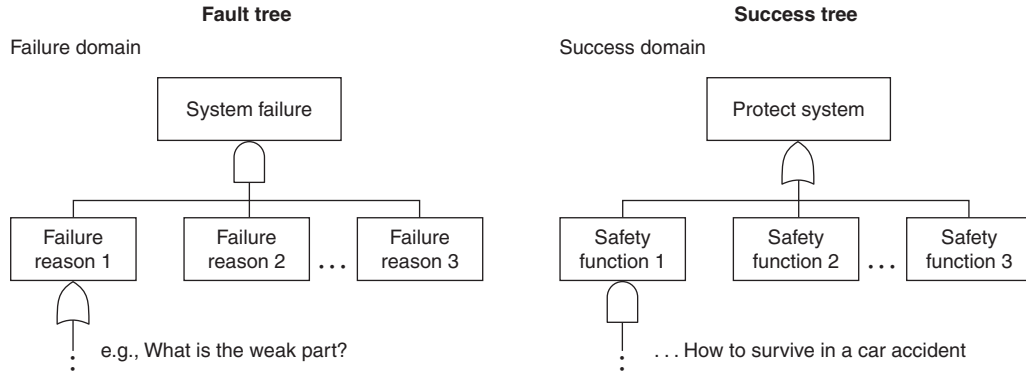 Fault tree
Failure domain
System failure
Failure
reason 1
Failure
reason 2
...
Failure
reason 3
e.g., What is the weak part?
Success tree
Success domain
Protect system
Safety
function 1
Safety
function 2
...
Safety
function 3
... How to survive in a car accident